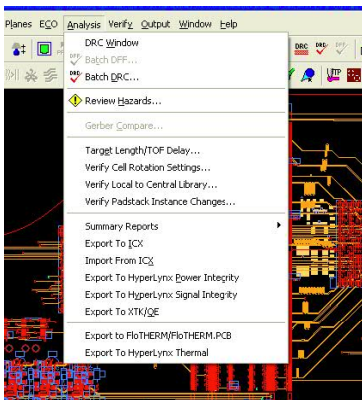 Planes ECO Analysis Verify Output Window Help
DRC Window
Batch DFF...
Batch DRC...
Review Hazards...
Gerber Compare...
Target Length/TOF Delay...
Verify Cell Rotation Settings...
Verify Local to Central Library...
Verify Padstack Instance Changes...
Summary Reports
Export To ICX
Import From ICX
Export To HyperLynx Power Integrity
Export To HyperLynx Signal Integrity
Export To XTK/QE
Export to FloTHERM/FloTHERM.PCB
Export To HyperLynx Thermal
DRC DRC DFF